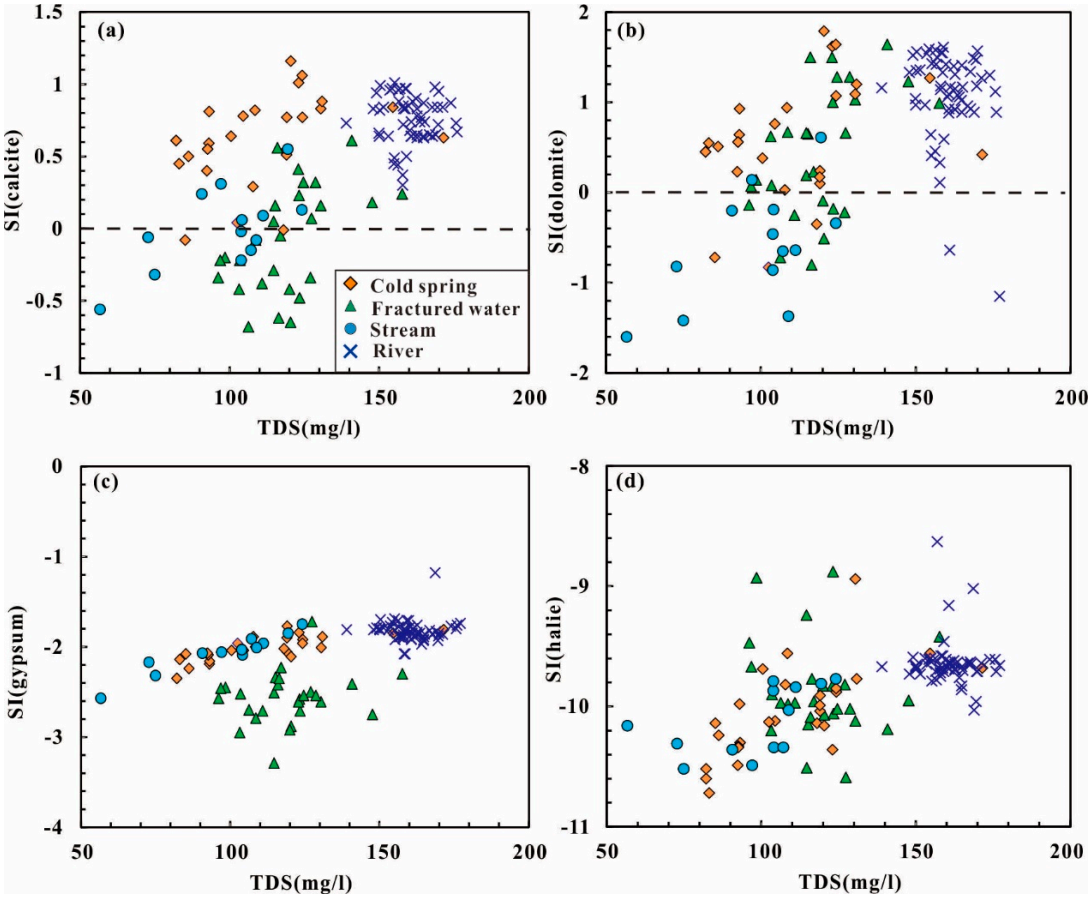 1.5
(a)
1
0.5
0
-0.5
-1
SI(calcite)
Cold spring
Fractured water
Stream
River
50
100
150
200
TDS(mg/l)
2
(b)
1
0
-1
-2
SI(dolomite)
50
100
150
200
TDS(mg/l)
0
(c)
-1
-2
-3
-4
SI(gypsum)
50
100
150
200
TDS(mg/l)
-8
(d)
-9
-10
-11
SI(halie)
50
100
150
200
TDS(mg/l)